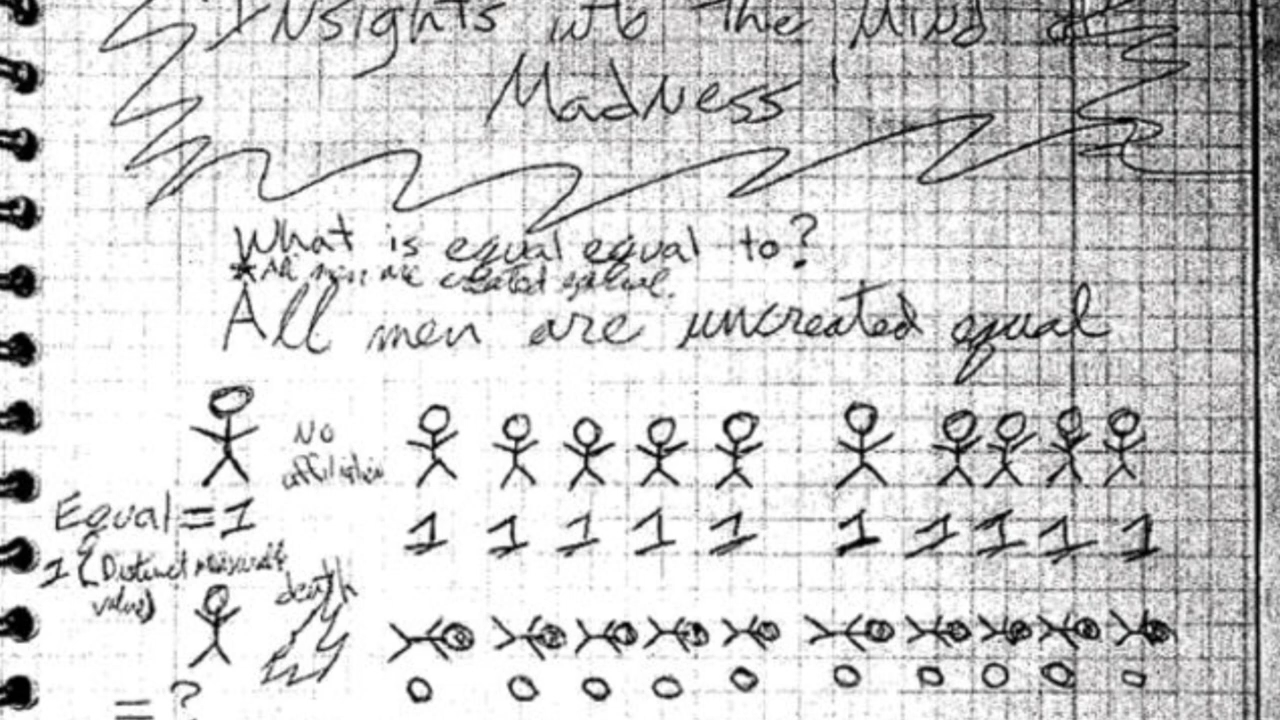 Insights into the Mind of
Madness
What is equal equal to?
*All men are created equal.
All men are uncreated equal
No
affiliation
Equal = 1
1 1 1 1 1 1 1 1 1 1
1 { Distinct
value)
death
0 0 0 0 0 0 0 0 0 0
= ?